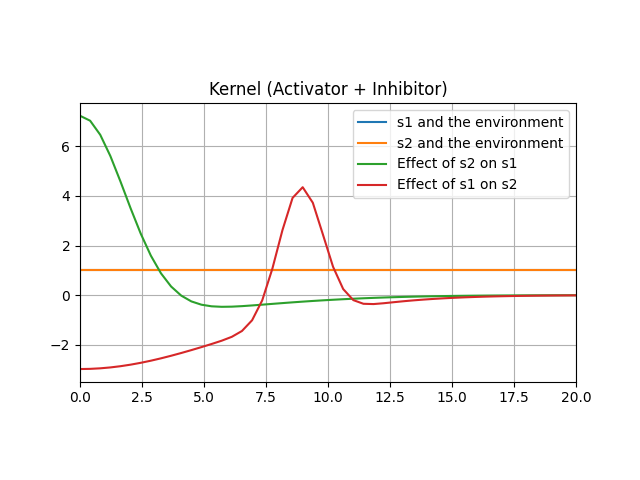 Kernel (Activator + Inhibitor)
s1 and the environment
s2 and the environment
Effect of s2 on s1
Effect of s1 on s2
6
4
2
0
−2
0.0 2.5 5.0 7.5 10.0 12.5 15.0 17.5 20.0